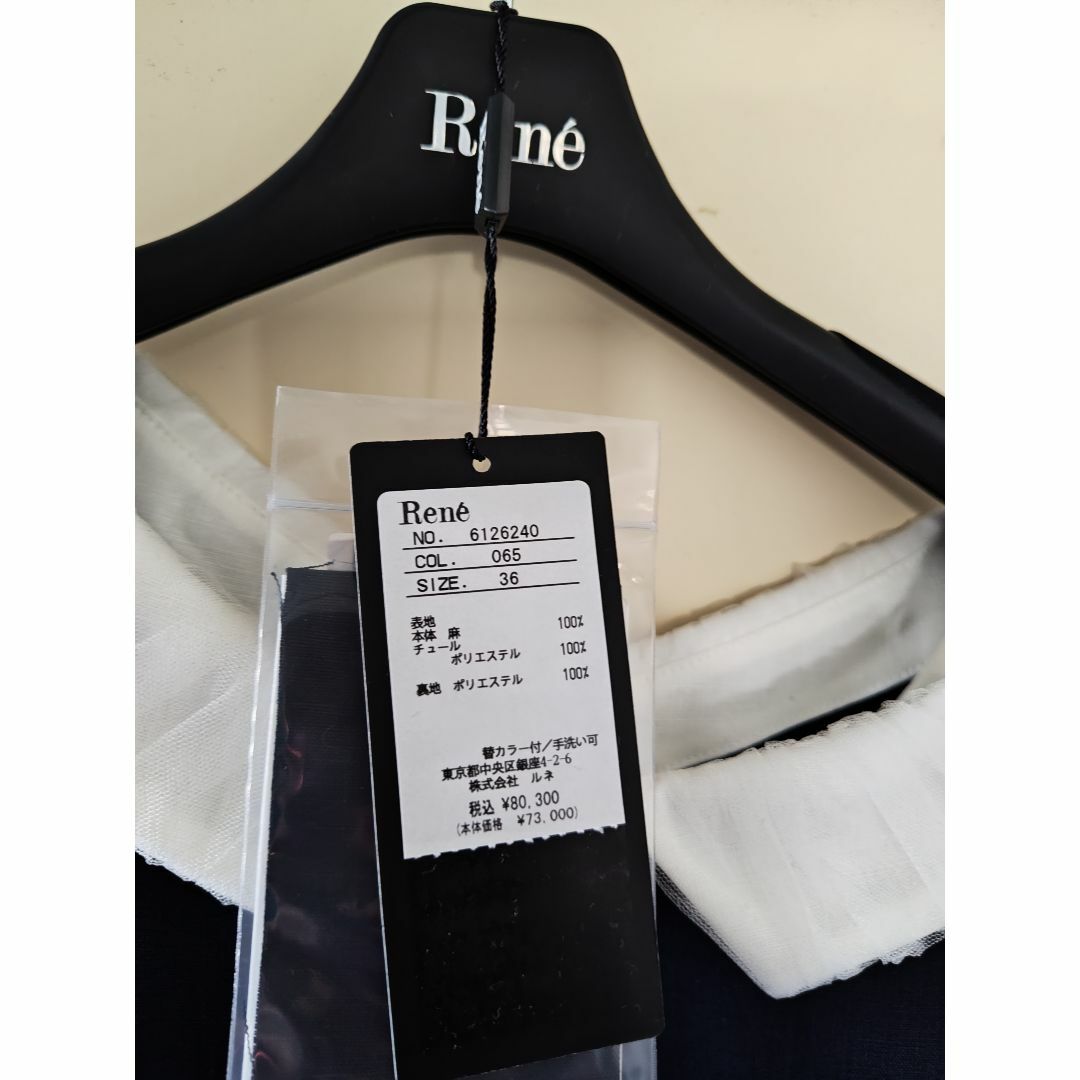 René
René
NO. 6126240
COL. 065
SIZE. 36
表地
本体 麻 100%
チュール
ポリエステル 100%
裏地 ポリエステル 100%
替カラー付/手洗い可
東京都中央区銀座4-2-6
株式会社 ルネ
税込 ¥80,300
(本体価格 ¥73,000)